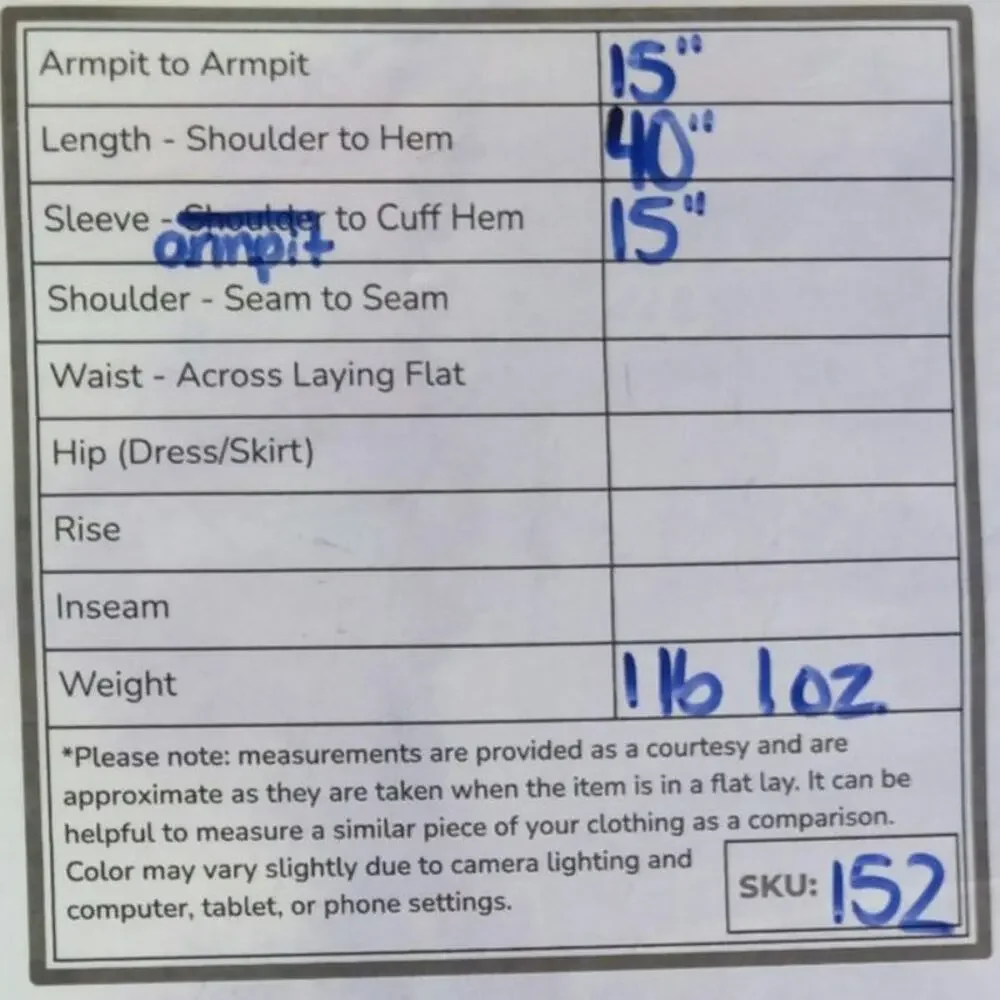 Armpit to Armpit 15"
Length - Shoulder to Hem 40"
Sleeve - Shoulder to Cuff Hem 15"
armpit
Shoulder - Seam to Seam
Waist - Across Laying Flat
Hip (Dress/Skirt)
Rise
Inseam
Weight 1 lb 1 oz.
*Please note: measurements are provided as a courtesy and are
approximate as they are taken when the item is in a flat lay. It can be
helpful to measure a similar piece of your clothing as a comparison.
Color may vary slightly due to camera lighting and
computer, tablet, or phone settings.
SKU: 152